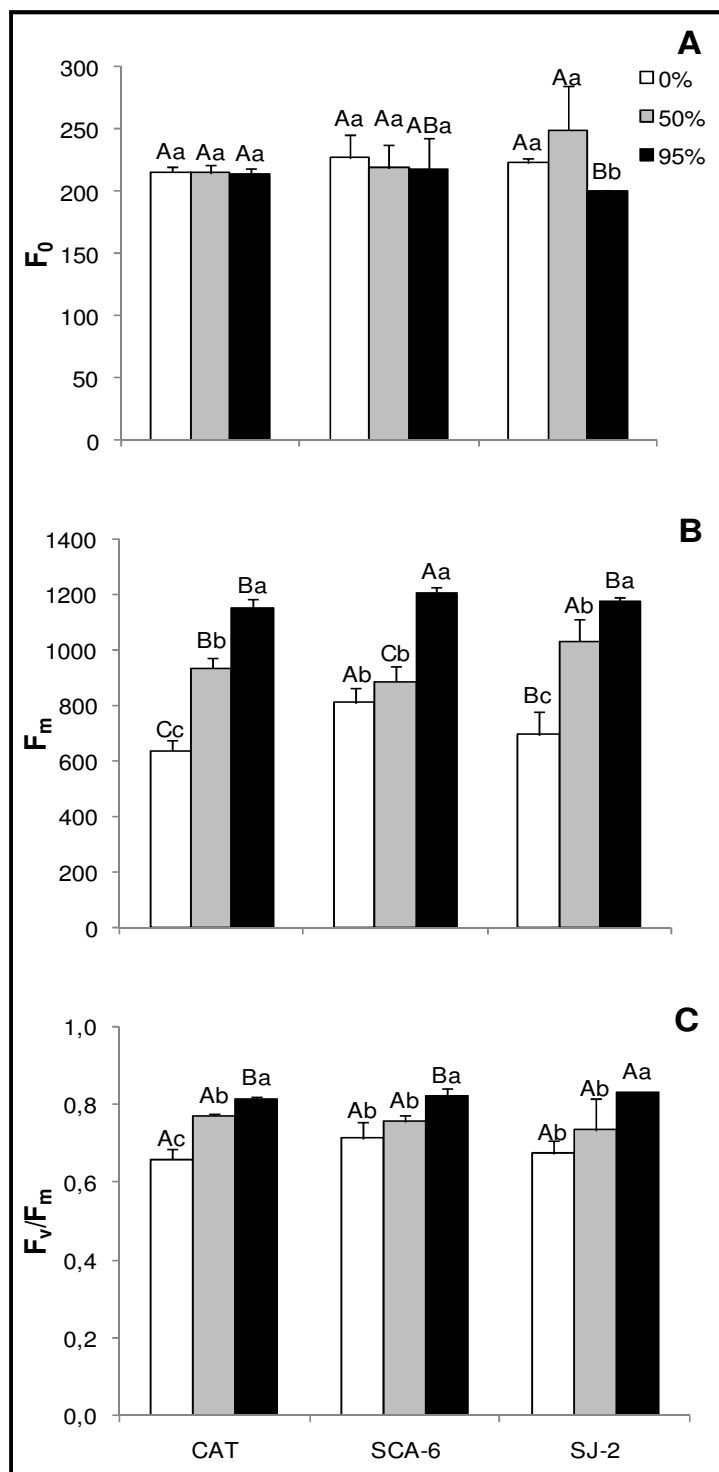 A
300
250
200
150
100
50
0
F0
Aa Aa Aa
Aa Aa ABa
Aa Aa Bb
0%
50%
95%
B
1400
1200
1000
800
600
400
200
0
Fm
Cc Bb Ba
Ab Cb Aa
Bc Ab Ba
C
1,0
0,8
0,6
0,4
0,2
0,0
Fv/Fm
Ac Ab Ba
Ab Ab Ba
Ab Ab Aa
CAT SCA-6 SJ-2